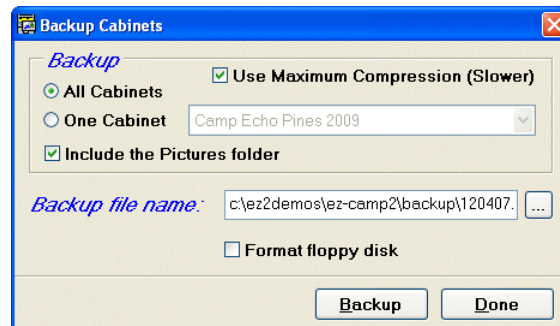 Backup Cabinets
Backup
Use Maximum Compression (Slower)
All Cabinets
One Cabinet Camp Echo Pines 2009
Include the Pictures folder
Backup file name: c:\ez2demos\ez-camp2\backup\120407. ...
Format floppy disk
Backup Done